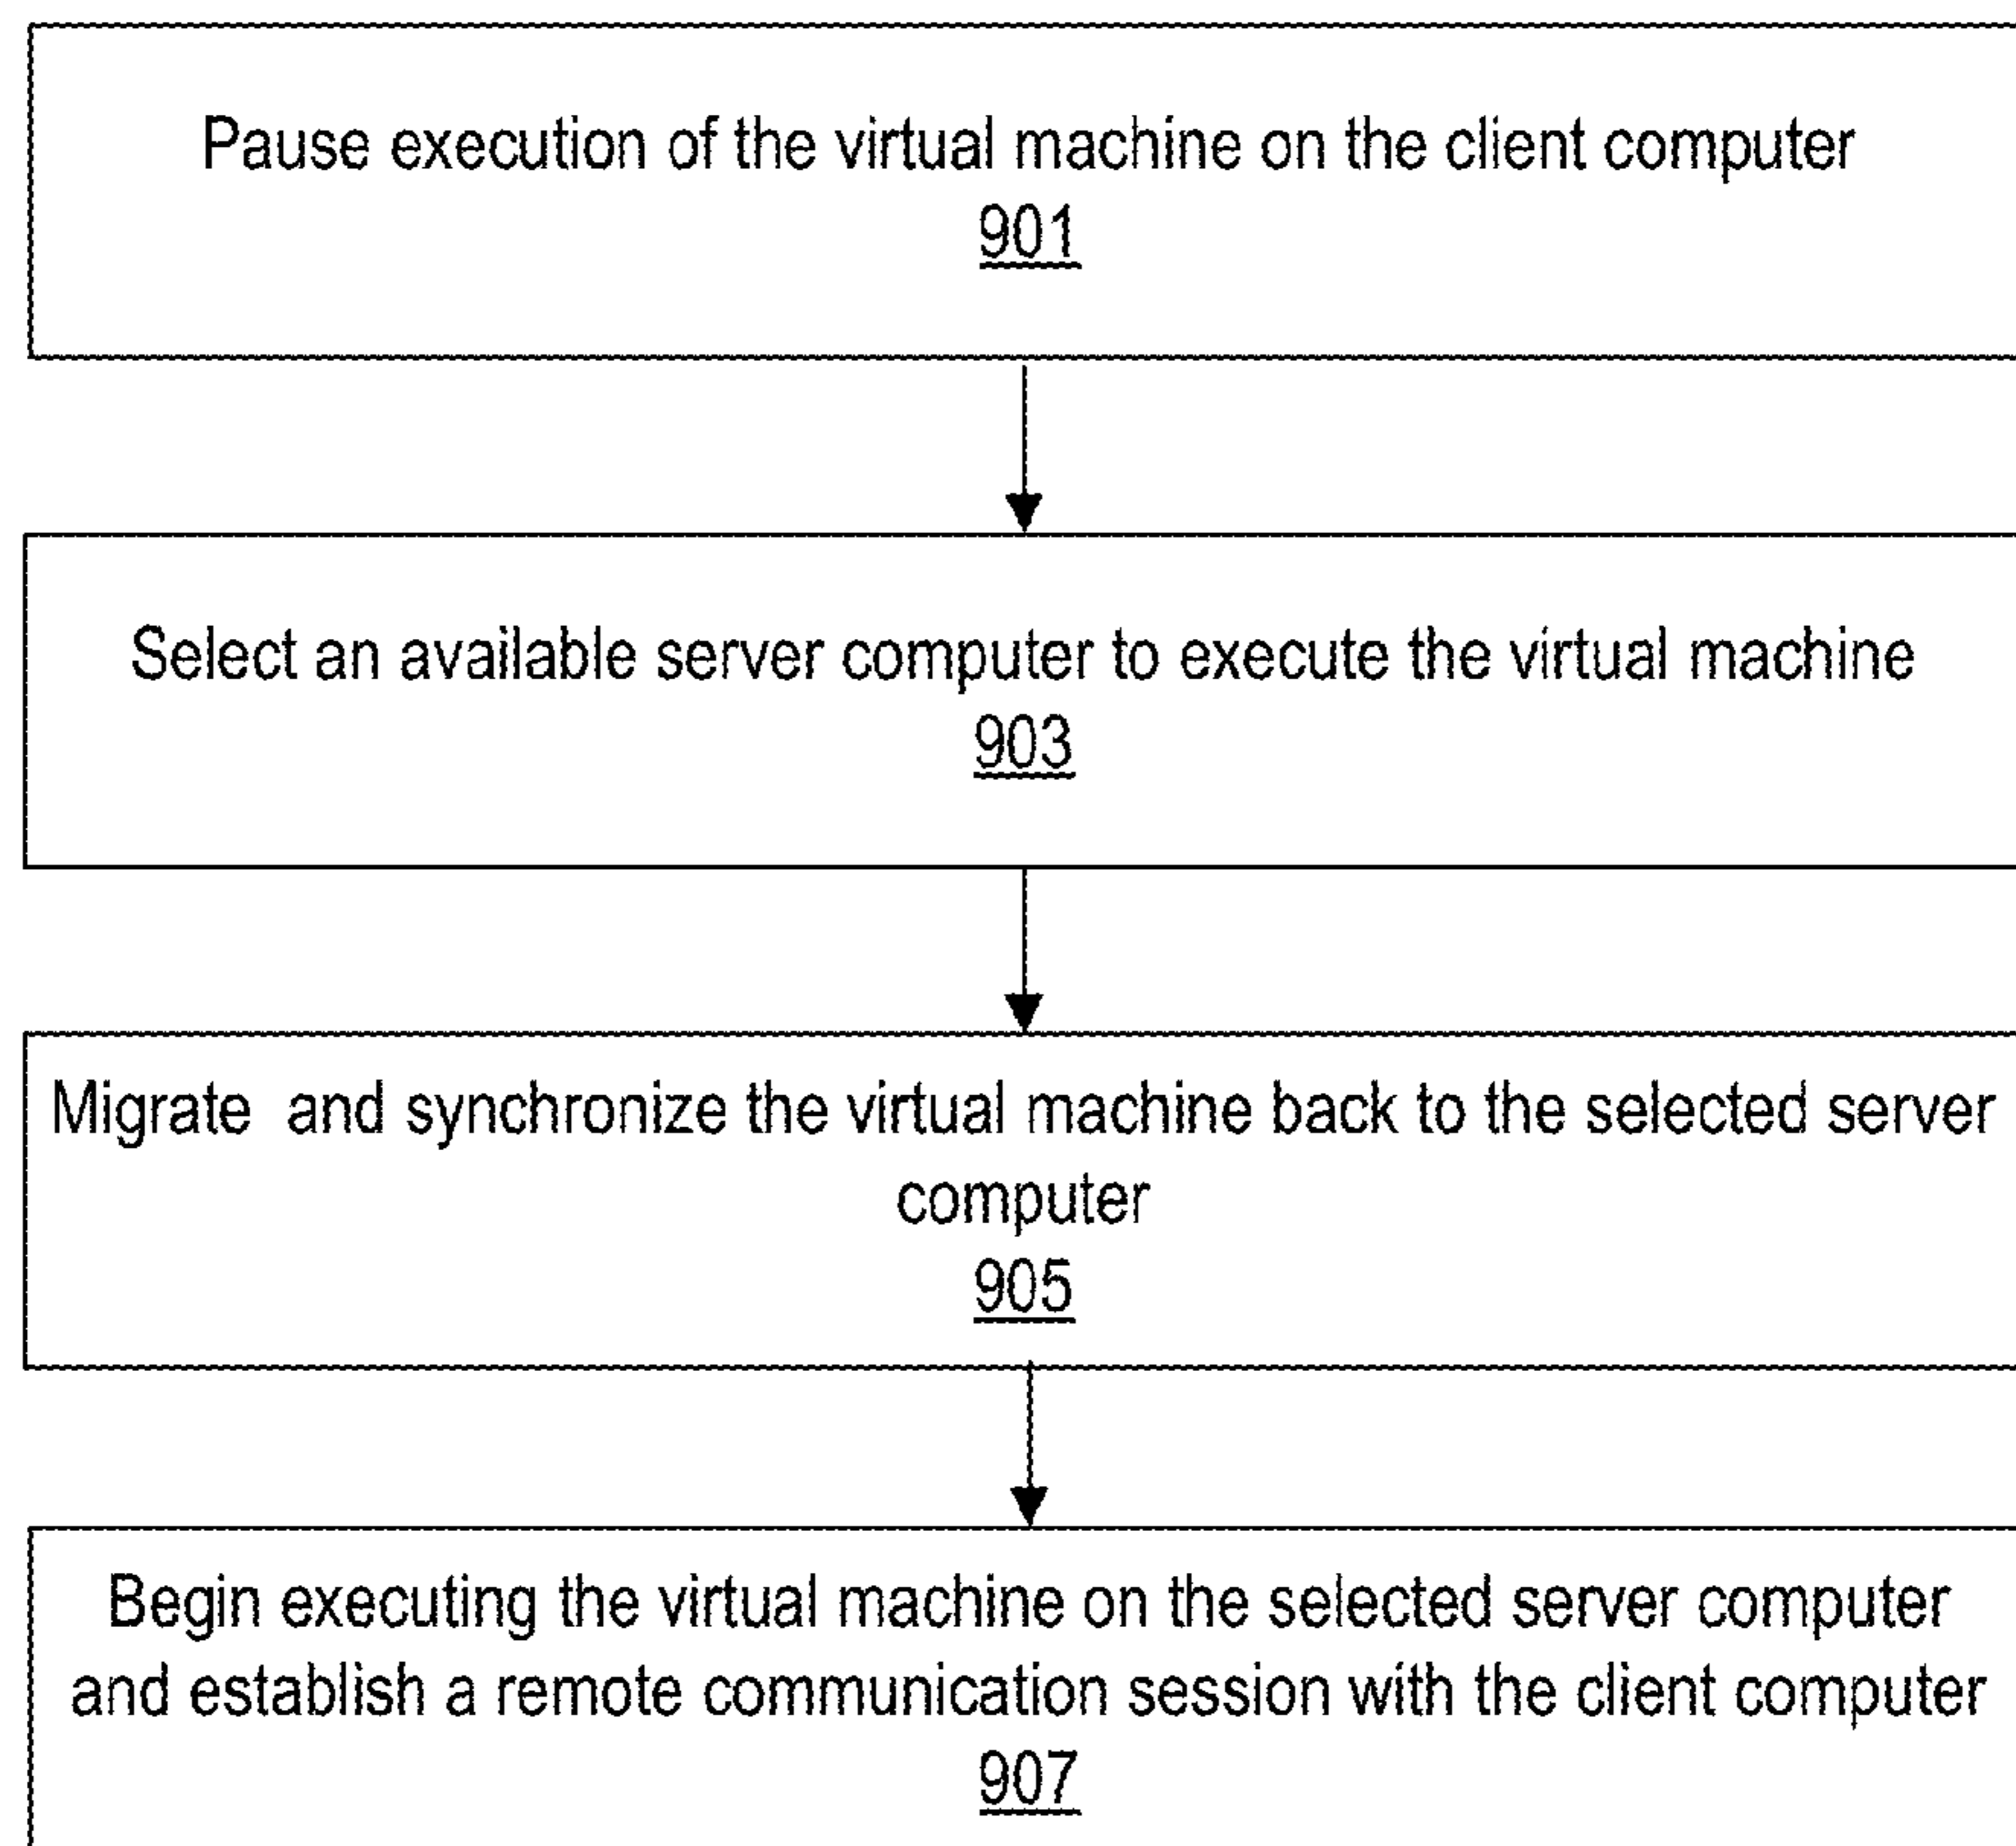 Pause execution of the virtual machine on the client computer
901
Select an available server computer to execute the virtual machine
903
Migrate  and synchronize the virtual machine back to the selected server
computer
905
Begin executing the virtual machine on the selected server computer
and establish a remote communication session with the client computer
907